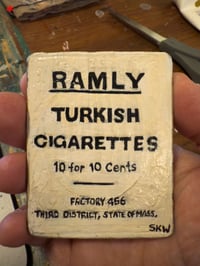 RAMLY
TURKISH
CIGARETTES
10 for 10 Cents
FACTORY 456
THIRD DISTRICT, STATE OF MASS.
SKW